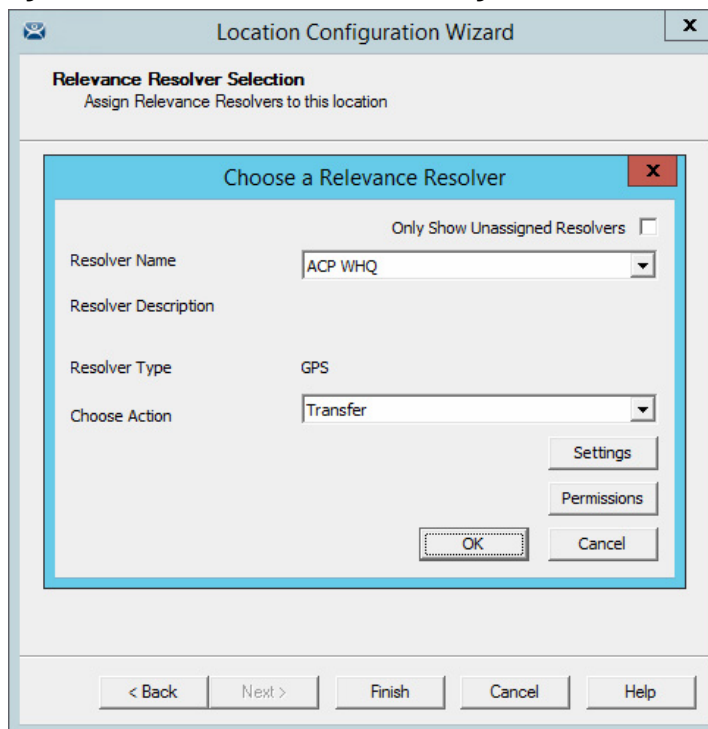 Location Configuration Wizard
x
Relevance Resolver Selection
Assign Relevance Resolvers to this location
Choose a Relevance Resolver
x
Only Show Unassigned Resolvers
Resolver Name
ACP WHQ
Resolver Description
Resolver Type
GPS
Choose Action
Transfer
Settings
Permissions
OK
Cancel
< Back
Next >
Finish
Cancel
Help